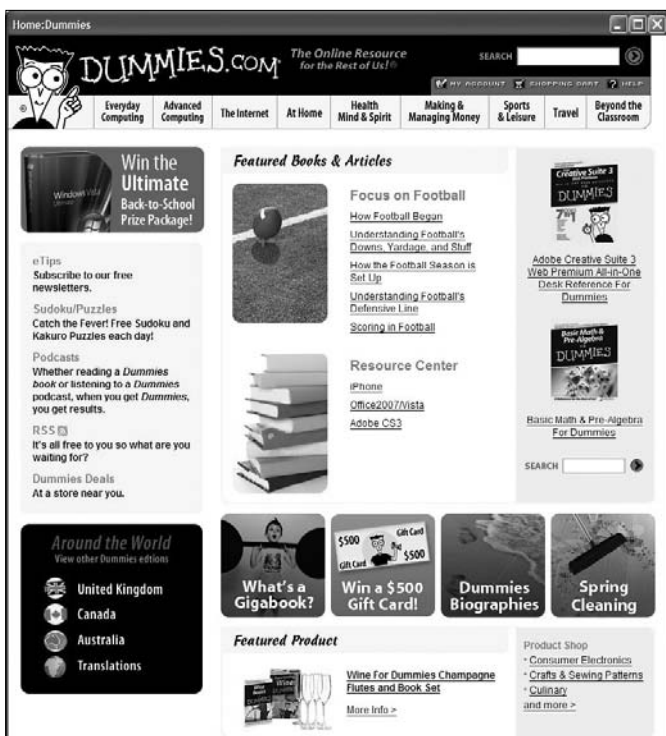 Home:Dummies
DUMMIES.COM
The Online Resource
for the Rest of Us!®
SEARCH
MY ACCOUNT SHOPPING CART ? HELP
Everyday
Computing
Advanced
Computing
The Internet
At Home
Health
Mind & Spirit
Making &
Managing Money
Sports
& Leisure
Travel
Beyond the
Classroom
Windows Vista
Win the
Ultimate
Back-to-School
Prize Package!
eTips
Subscribe to our free
newsletters.
Sudoku/Puzzles
Catch the Fever! Free Sudoku and
Kakuro Puzzles each day!
Podcasts
Whether reading a Dummies
book or listening to a Dummies
podcast, when you get Dummies,
you get results.
RSS
It's all free to you so what are you
waiting for?
Dummies Deals
At a store near you.
Around the World
View other Dummies edtions
United Kingdom
Canada
Australia
Translations
Featured Books & Articles
Focus on Football
How Football Began
Understanding Football's
Downs, Yardage, and Stuff
How the Football Season is
Set Up
Understanding Football's
Defensive Line
Scoring in Football
Resource Center
iPhone
Office2007/Vista
Adobe CS3
Creative Suite 3
DUMMIES
Adobe Creative Suite 3
Web Premium All-in-One
Desk Reference For
Dummies
Basic Math &
Pre-Algebra
DUMMIES
Basic Math & Pre-Algebra
For Dummies
SEARCH
What's a
Gigabook?
$500
Gift Card
Gift Card
$500
Win a $500
Gift Card!
Dummies
Biographies
Spring
Cleaning
Featured Product
Wine For Dummies Champagne
Flutes and Book Set
More Info >
Product Shop
Consumer Electronics
Crafts & Sewing Patterns
Culinary
and more >